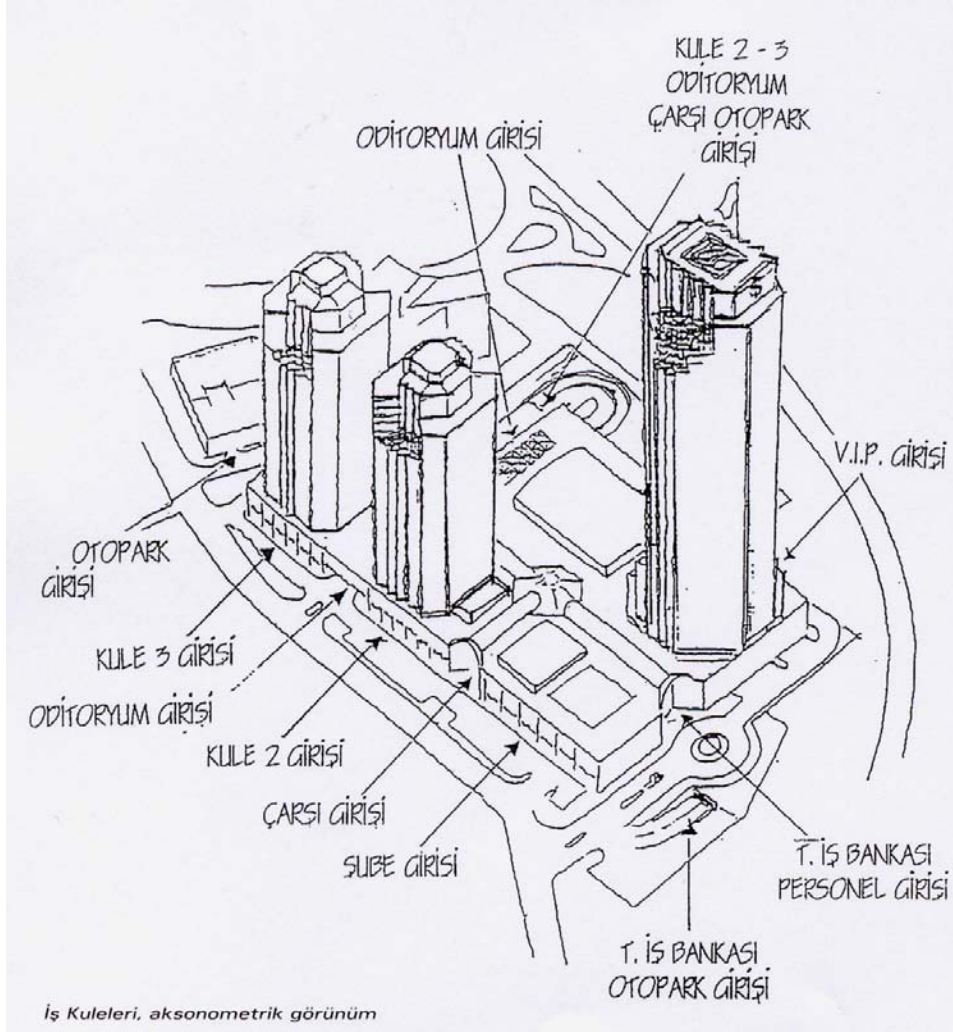 KULE 2 - 3
ODİTORYUM
ÇARŞI OTOPARK
GİRİŞİ
ODİTORYUM GİRİSİ
V.I.P. GİRİŞİ
OTOPARK
GİRİŞİ
KULE 3 GİRİŞİ
ODİTORYUM GİRİŞİ
KULE 2 GİRİŞİ
ÇARŞI GİRİŞİ
ŞUBE GİRİŞİ
T. İŞ BANKASI
PERSONEL GİRİŞİ
T. İŞ BANKASI
OTOPARK GİRİŞİ
İş Kuleleri, aksonometrik görünüm